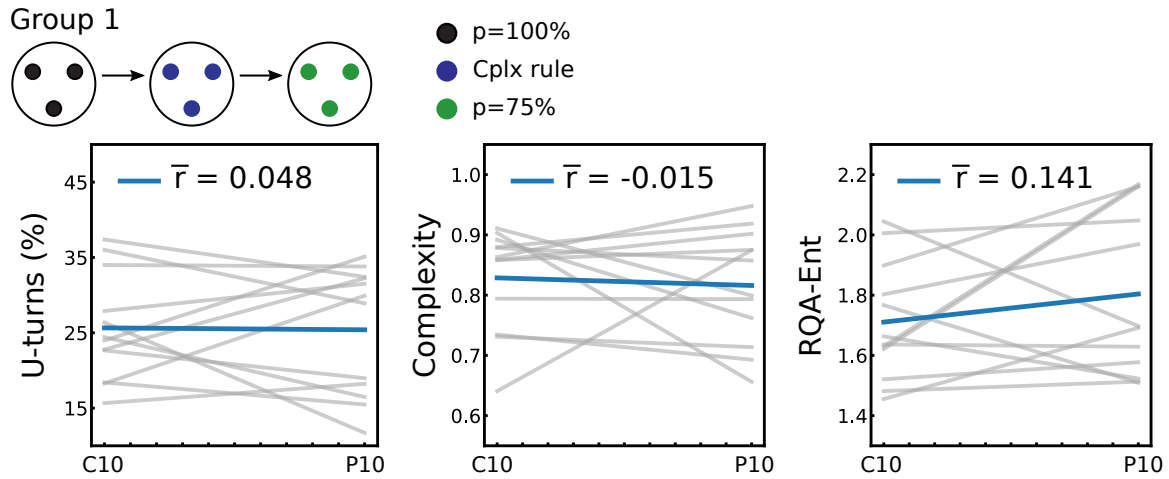 Group 1
p=100%
Cplx rule
p=75%
U-turns (%)
45
35
25
15
r̅ = 0.048
C10
P10
Complexity
1.0
0.9
0.8
0.7
0.6
r̅ = -0.015
C10
P10
RQA-Ent
2.2
2.0
1.8
1.6
1.4
r̅ = 0.141
C10
P10